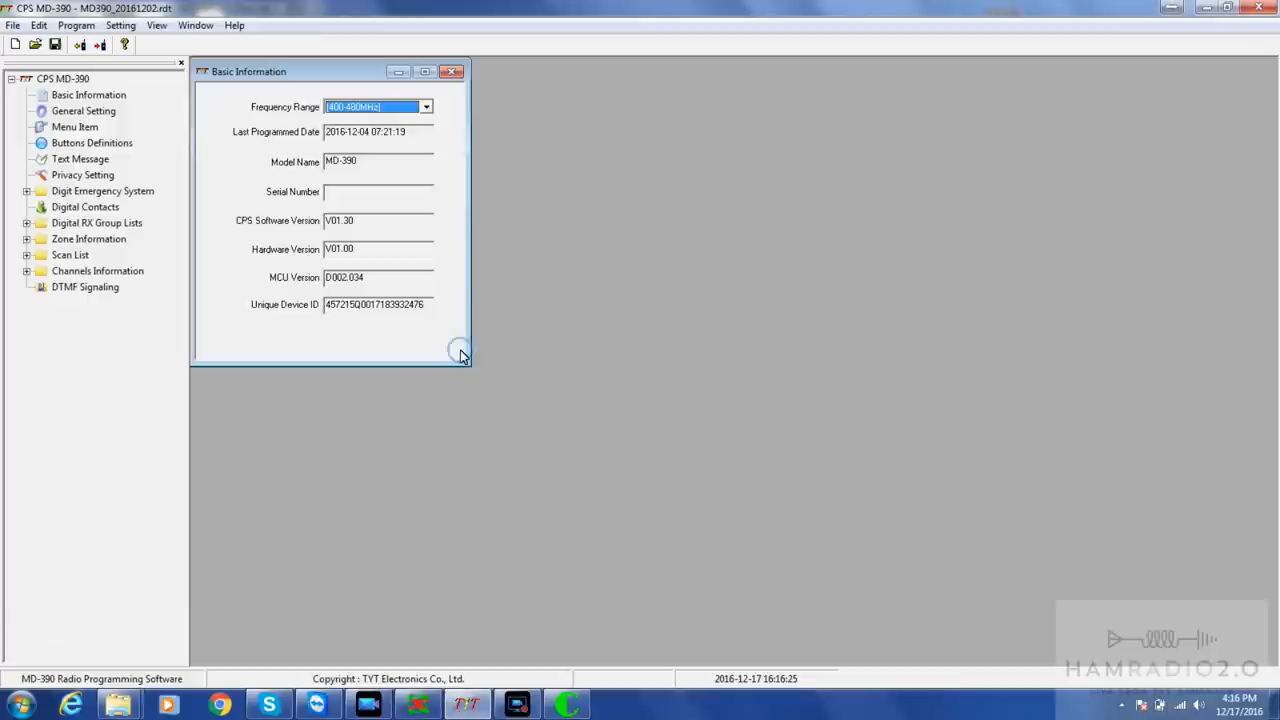 CPS MD-390 - MD390_20161202.rdt
File Edit Program Setting View Window Help
CPS MD-390
Basic Information
General Setting
Menu Item
Buttons Definitions
Text Message
Privacy Setting
Digit Emergency System
Digital Contacts
Digital RX Group Lists
Zone Information
Scan List
Channels Information
DTMF Signaling
Basic Information
Frequency Range [400-480MHz]
Last Programmed Date 2016-12-04 07:21:19
Model Name MD-390
Serial Number
CPS Software Version V01.30
Hardware Version V01.00
MCU Version D002.034
Unique Device ID 457215Q0017183932476
HAMRADIO2.0
MD-390 Radio Programming Software Copyright : TYT Electronics Co., Ltd. 2016-12-17 16:16:25
TYT
4:16 PM
12/17/2016